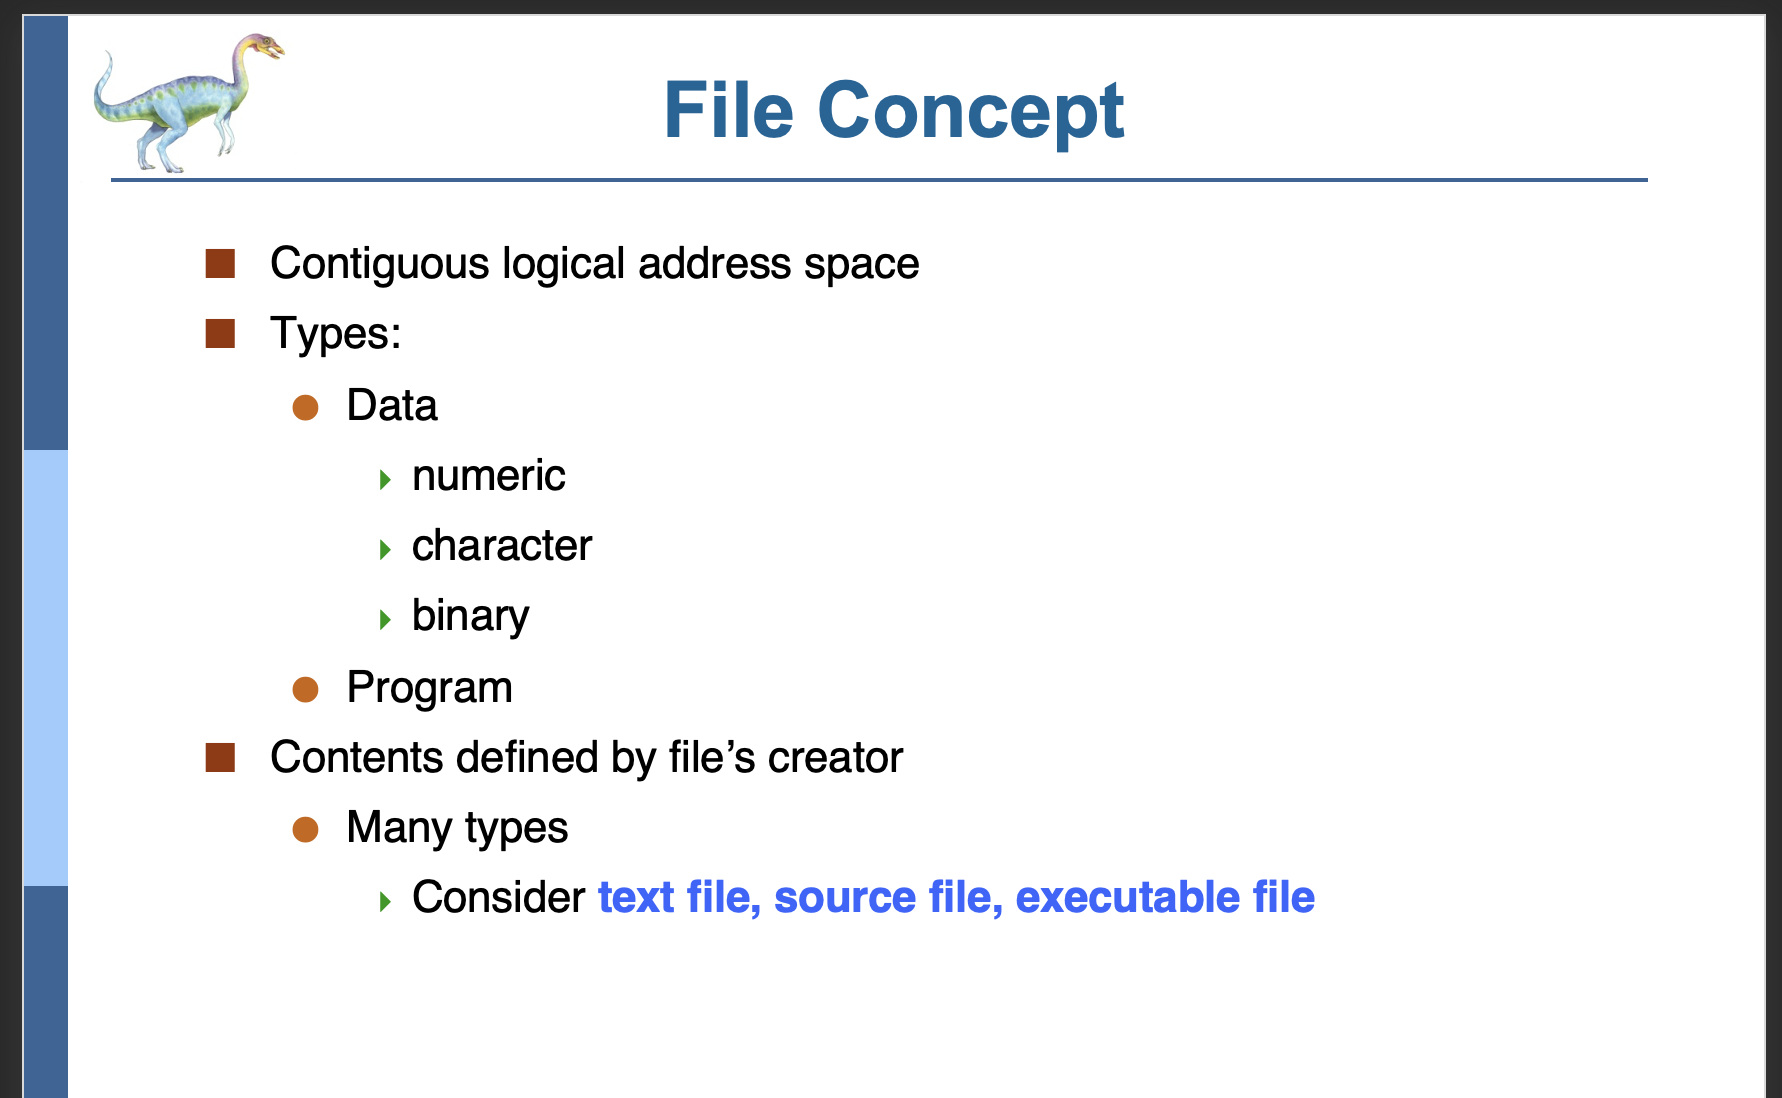 File Concept
Contiguous logical address space
Types:
Data
numeric
character
binary
Program
Contents defined by file’s creator
Many types
Consider text file, source file, executable file